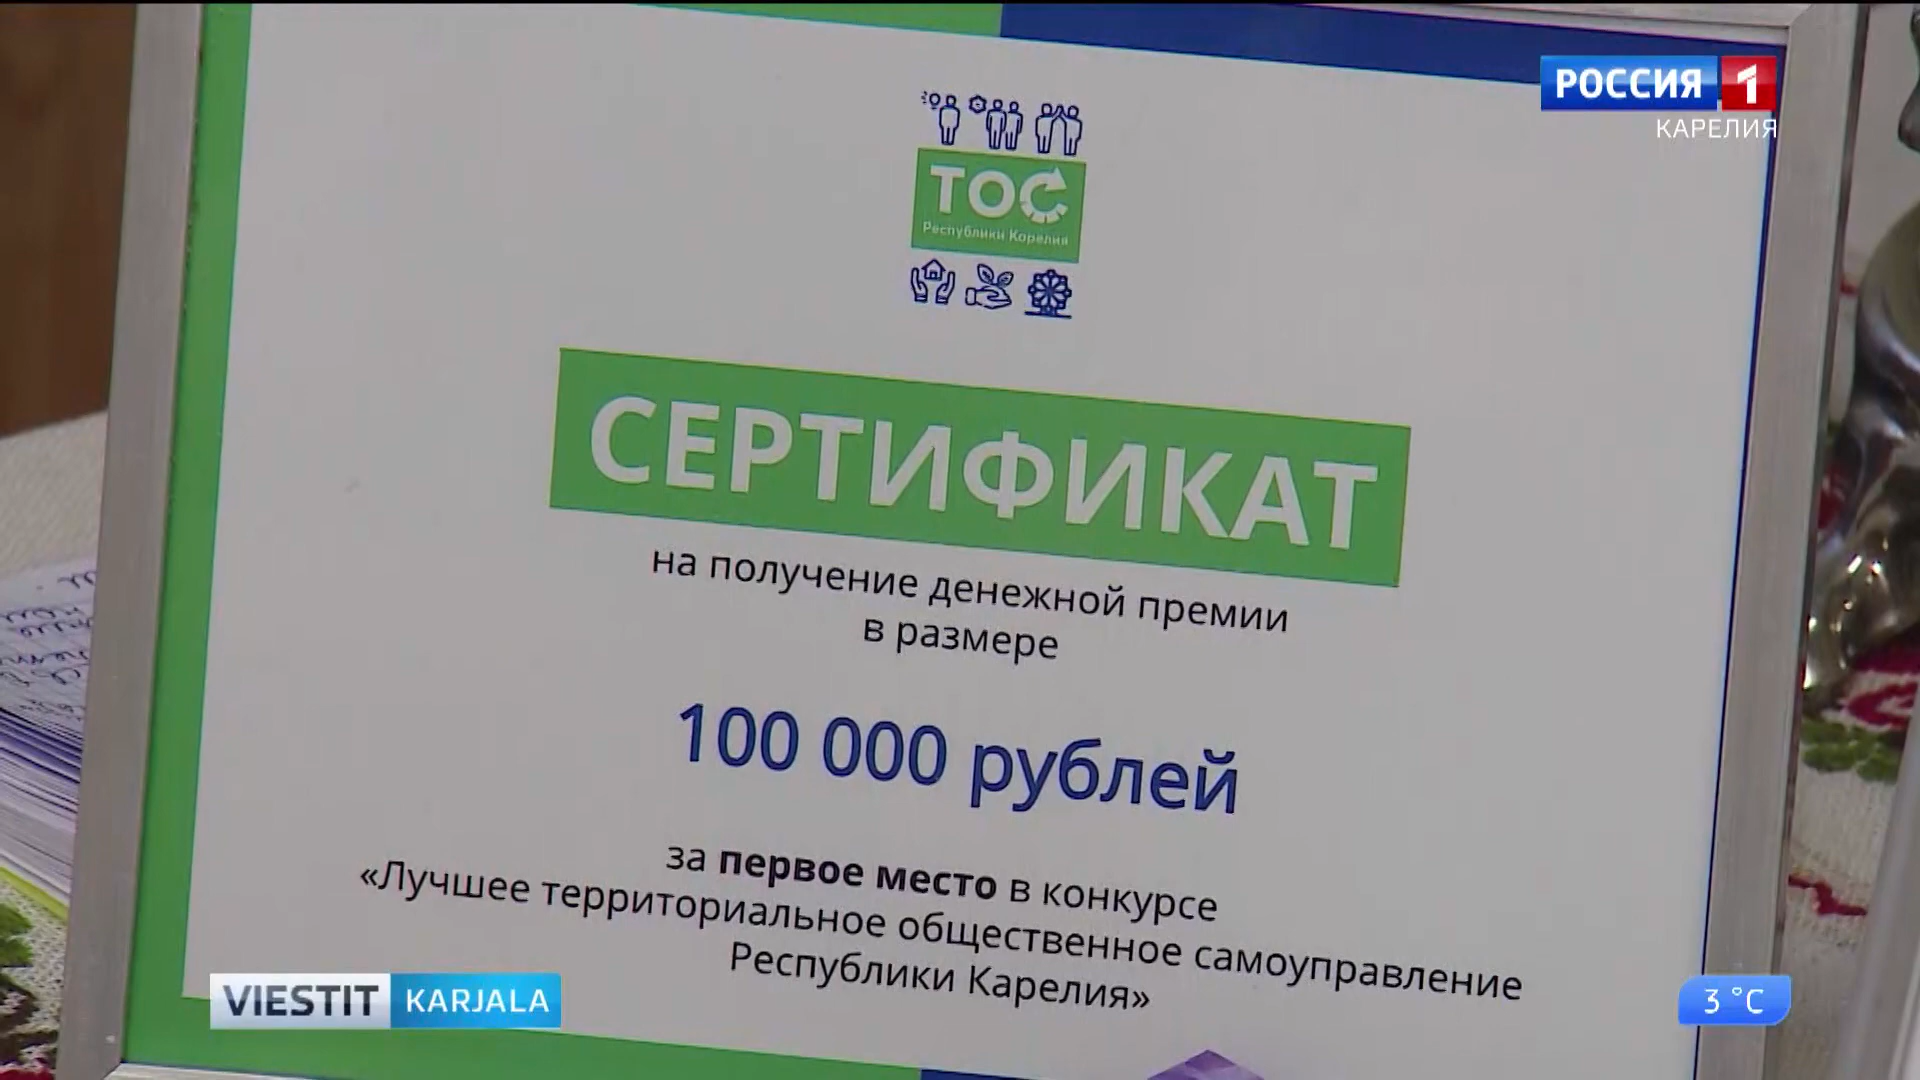 РОССИЯ 1
КАРЕЛИЯ
ТОС
Республики Карелия
СЕРТИФИКАТ
на получение денежной премии
в размере
100 000 рублей
за первое место в конкурсе
«Лучшее территориальное общественное самоуправление
Республики Карелия»
VIESTIT KARJALA
3 °C